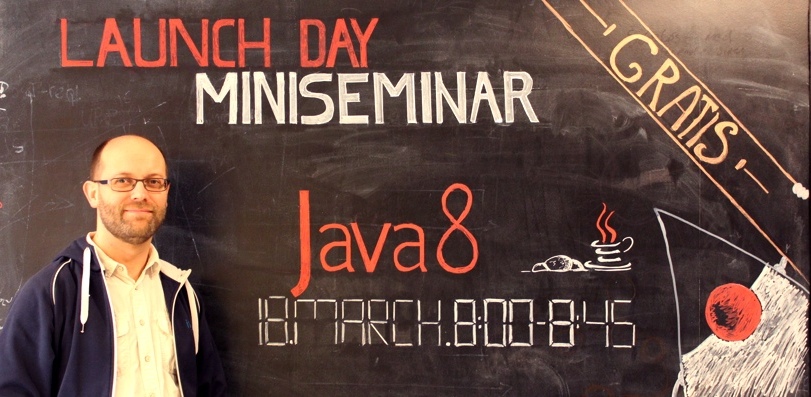 LAUNCH DAY
MINISEMINAR
- GRATIS -
Java 8
18.MARCH.8:00-8:45